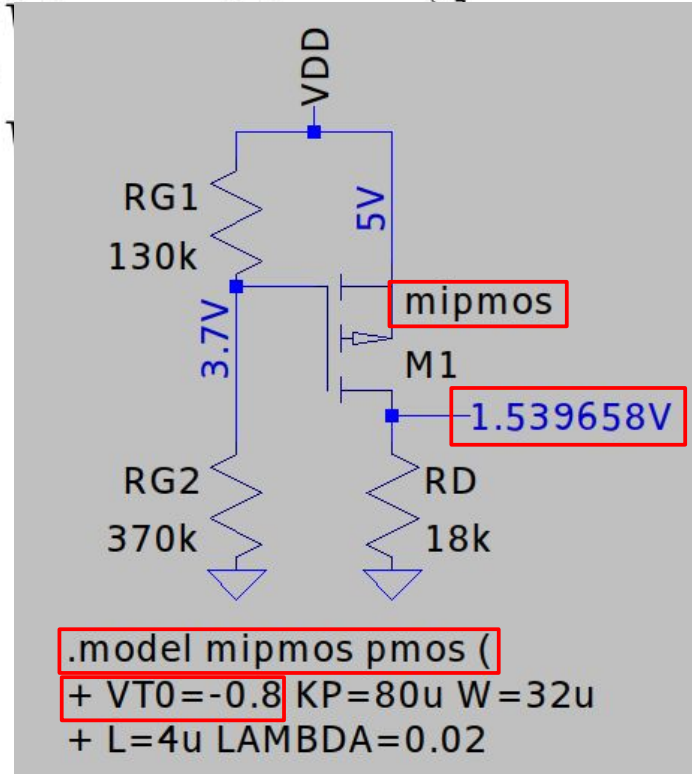 VDD
RG1
130k
5V
mipmos
3.7V
M1
1.539658V
RG2
370k
RD
18k
.model mipmos pmos (
+ VT0=-0.8 KP=80u W=32u
+ L=4u LAMBDA=0.02